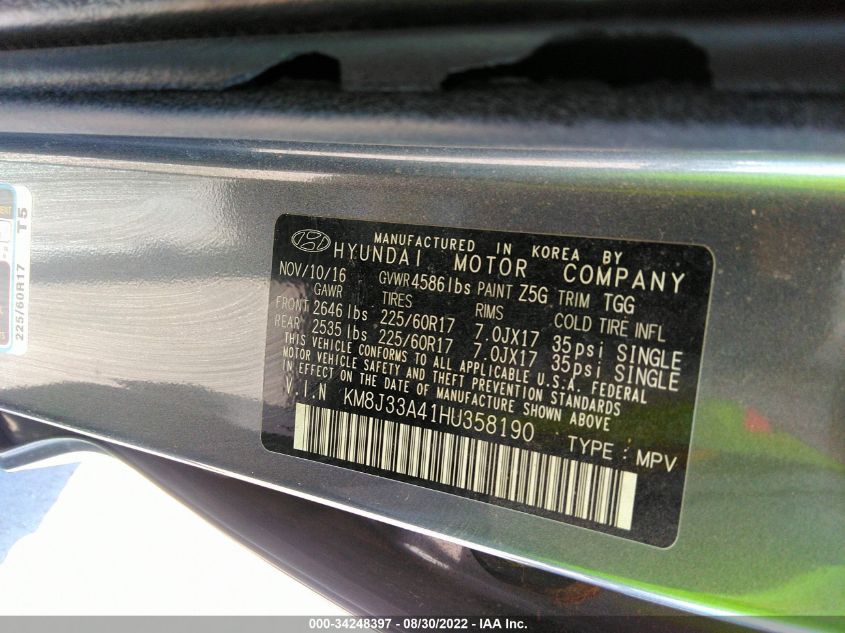 MANUFACTURED IN KOREA BY
HYUNDAI MOTOR COMPANY
NOV/10/16 GVWR 4586 lbs PAINT Z5G TRIM TGG
GAWR TIRES RIMS COLD TIRE INFL
FRONT 2646 lbs 225/60R17 7.0JX17 35psi SINGLE
REAR 2535 lbs 225/60R17 7.0JX17 35psi SINGLE
THIS VEHICLE CONFORMS TO ALL APPLICABLE U.S.A. FEDERAL
MOTOR VEHICLE SAFETY AND THEFT PREVENTION STANDARDS
IN EFFECT ON THE DATE OF MANUFACTURE SHOWN ABOVE
V.I.N KM8J33A41HU358190
TYPE : MPV
225/60R17 T5
000-34248397 - 08/30/2022 - IAA Inc.